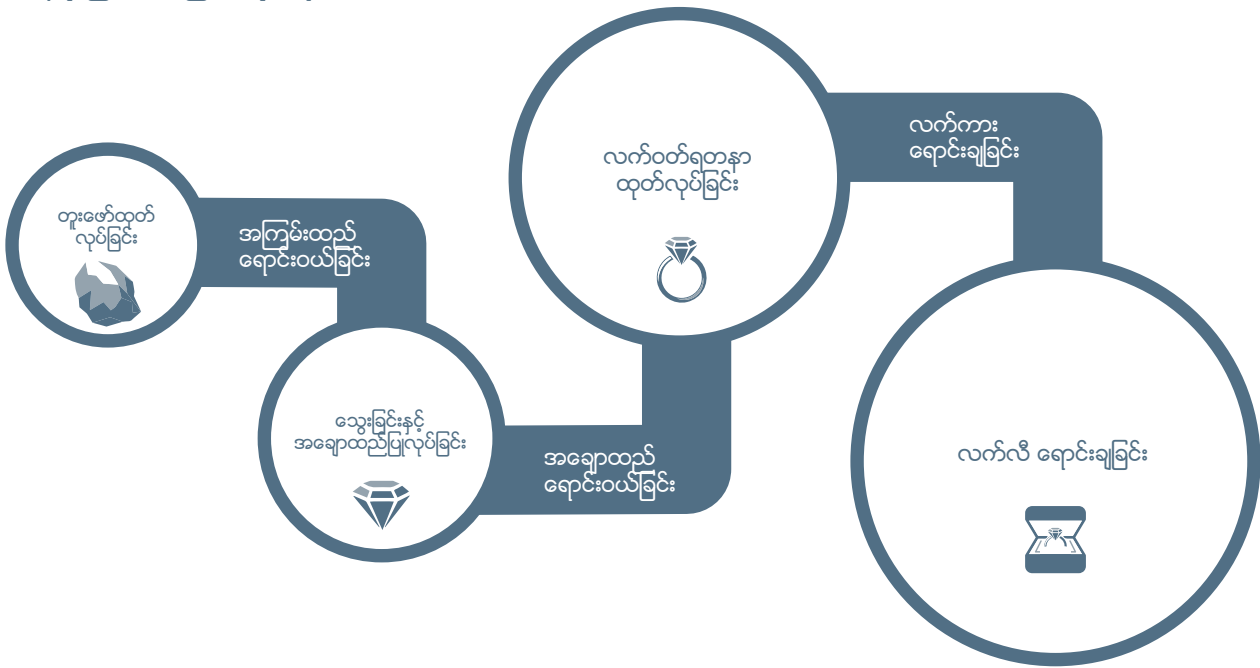 တူးဖော်ထုတ်
လုပ်ခြင်း
အကြမ်းထည်
ရောင်းဝယ်ခြင်း
သွေးခြင်းနှင့်
အချောထည်ပြုလုပ်ခြင်း
အချောထည်
ရောင်းဝယ်ခြင်း
လက်ဝတ်ရတနာ
ထုတ်လုပ်ခြင်း
လက်ကား
ရောင်းချခြင်း
လက်လီ ရောင်းချခြင်း